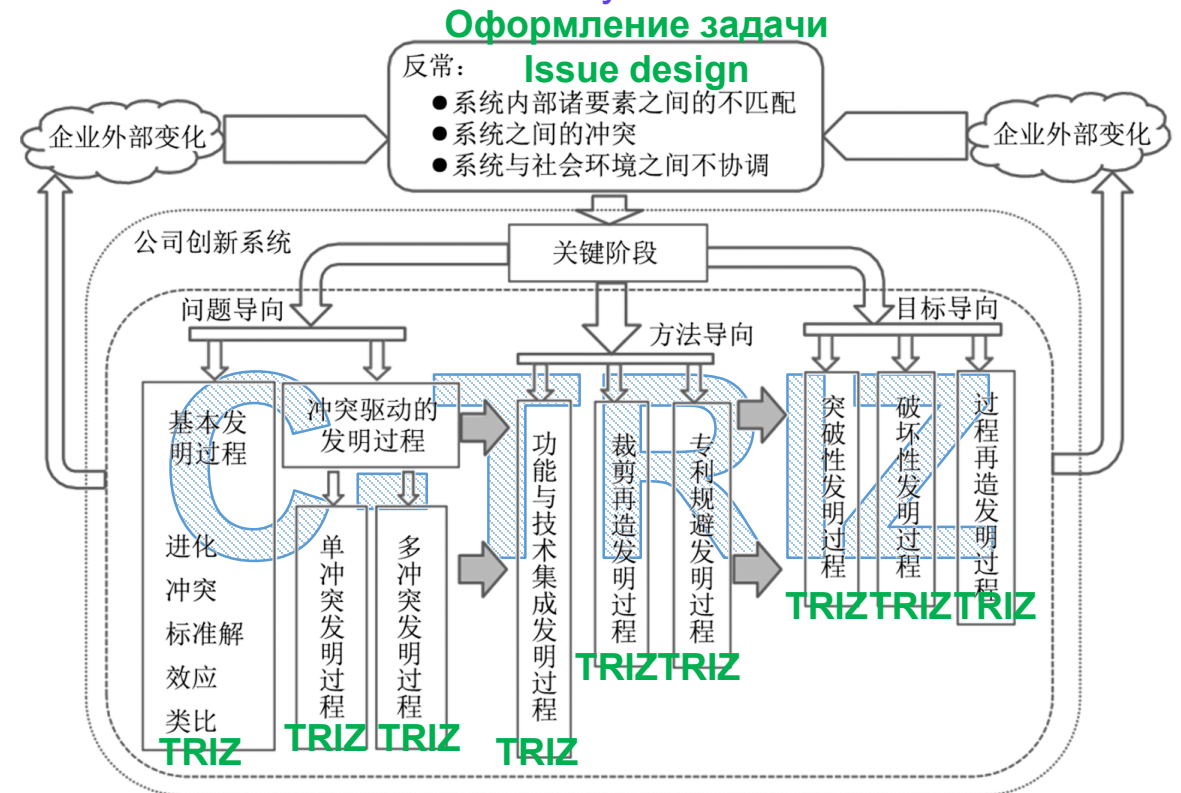 Оформление задачи
Issue design
反常：
●系统内部诸要素之间的不匹配
●系统之间的冲突
●系统与社会环境之间不协调
企业外部变化
企业外部变化
公司创新系统
关键阶段
问题导向
方法导向
目标导向
基本发
明过程
进化
冲突
标准解
效应
类比
TRIZ
冲突驱动的
发明过程
单冲突发明过程
TRIZ
多冲突发明过程
TRIZ
功能与技术集成发明过程
TRIZ
裁剪再造发明过程
TRIZ
专利规避发明过程
TRIZ
突破性发明过程
TRIZ
破坏性发明过程
TRIZ
过程再造发明过程
TRIZ
C-TRIZ